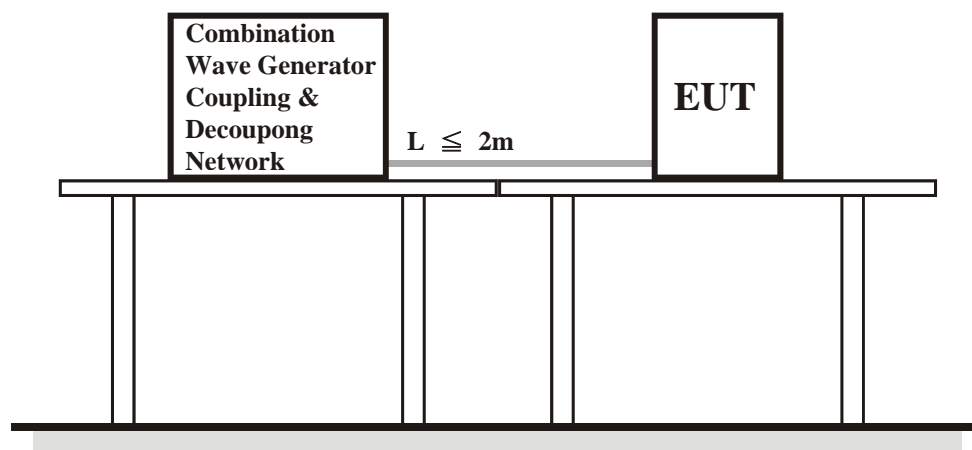 Combination
Wave Generator
Coupling &
Decoupong
Network
L ≦ 2m
EUT